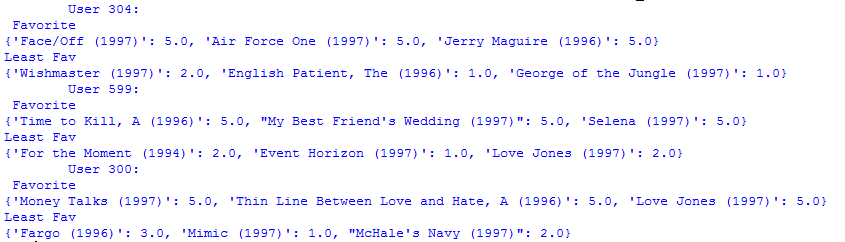 User 304:
Favorite
{'Face/Off (1997)': 5.0, 'Air Force One (1997)': 5.0, 'Jerry Maguire (1996)': 5.0}
Least Fav
{'Wishmaster (1997)': 2.0, 'English Patient, The (1996)': 1.0, 'George of the Jungle (1997)': 1.0}
User 599:
Favorite
{'Time to Kill, A (1996)': 5.0, "My Best Friend's Wedding (1997)": 5.0, 'Selena (1997)': 5.0}
Least Fav
{'For the Moment (1994)': 2.0, 'Event Horizon (1997)': 1.0, 'Love Jones (1997)': 2.0}
User 300:
Favorite
{'Money Talks (1997)': 5.0, 'Thin Line Between Love and Hate, A (1996)': 5.0, 'Love Jones (1997)': 5.0}
Least Fav
{'Fargo (1996)': 3.0, 'Mimic (1997)': 1.0, "McHale's Navy (1997)": 2.0}